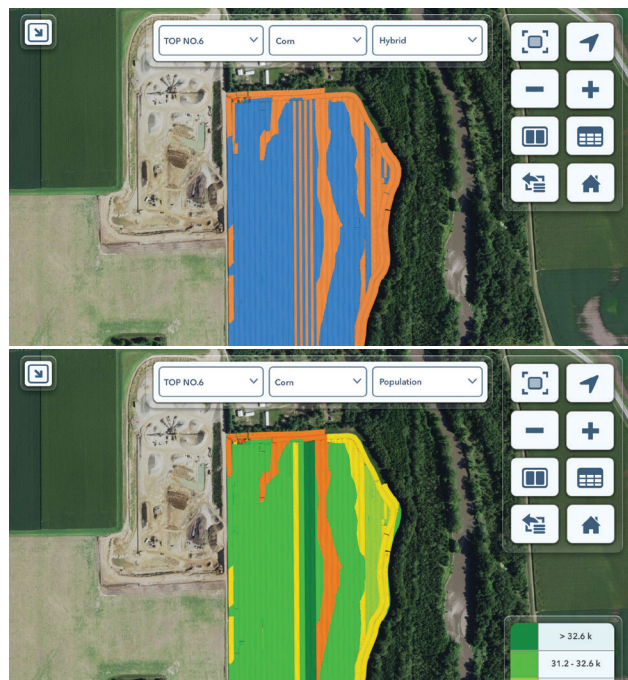 TOP NO.6 Corn Hybrid
TOP NO.6 Corn Population
> 32.6 k
31.2 - 32.6 k